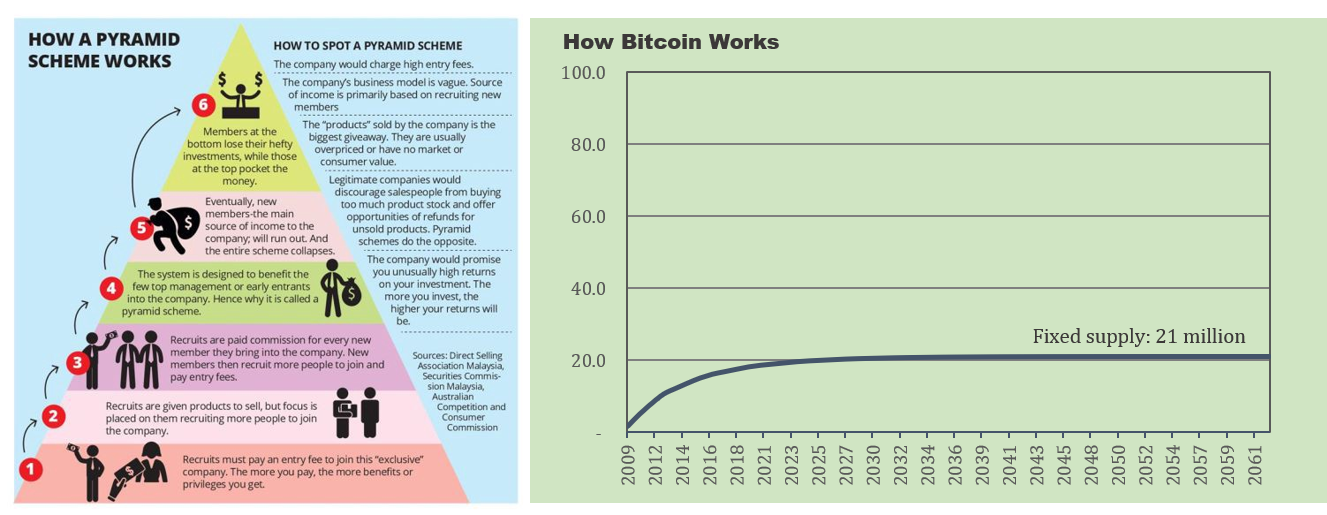 HOW A PYRAMID
SCHEME WORKS
HOW TO SPOT A PYRAMID SCHEME
The company would charge high entry fees.
The company's business model is vague. Source
of income is primarily based on recruiting new
members
The "products" sold by the company is the
biggest giveaway. They are usually
overpriced or have no market or
consumer value.
Legitimate companies would
discourage salespeople from buying
too much product stock and offer
opportunities of refunds for
unsold products. Pyramid
schemes do the opposite.
The company would promise
you unusually high returns
on your investment. The
more you invest, the
higher your returns will
be.
Sources: Direct Selling
Association Malaysia,
Securities Commis-
sion Malaysia,
Australian
Competition and
Consumer
Commission
$ $
6
Members at the
bottom lose their hefty
investments, while those
at the top pocket the
money.
5
$
Eventually, new
members-the main
source of income to the
company; will run out. And
the entire scheme collapses.
4
The system is designed to benefit the
few top management or early entrants
into the company. Hence why it is called a
pyramid scheme.
$
3
Recruits are paid commission for every new
member they bring into the company. New
members then recruit more people to join and
pay entry fees.
2
Recruits are given products to sell, but focus is
placed on them recruiting more people to join
the company.
1
$
Recruits must pay an entry fee to join this "exclusive"
company. The more you pay, the more benefits or
privileges you get.
How Bitcoin Works
100.0
80.0
60.0
40.0
20.0
-
Fixed supply: 21 million
2009
2012
2014
2016
2018
2021
2023
2025
2027
2030
2032
2034
2036
2039
2041
2043
2045
2048
2050
2052
2054
2057
2059
2061